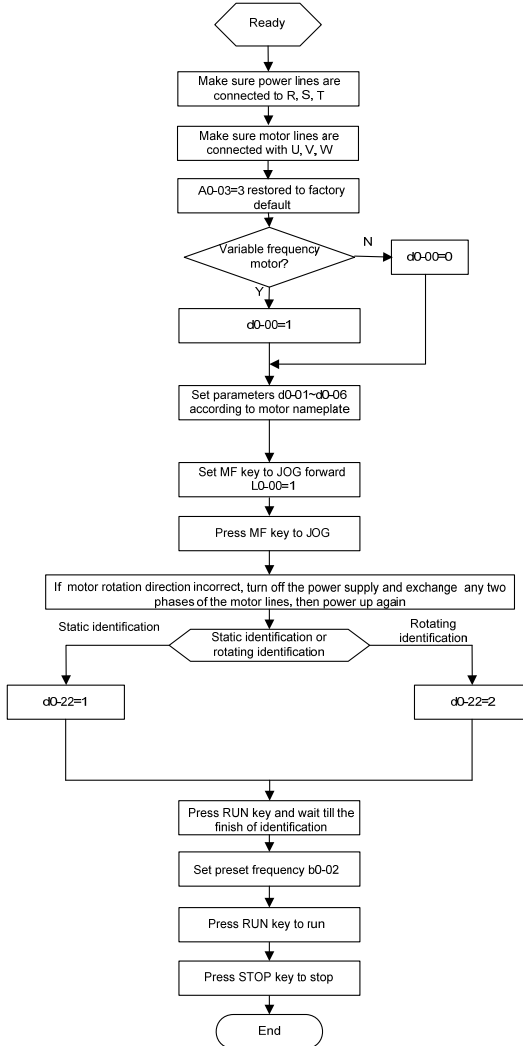 Ready
Make sure power lines are
connected to R, S, T
Make sure motor lines are
connected with U, V, W
A0-03=3 restored to factory
default
Variable frequency
motor?
N
d0-00=0
Y
d0-00=1
Set parameters d0-01~d0-06
according to motor nameplate
Set MF key to JOG forward
L0-00=1
Press MF key to JOG
If motor rotation direction incorrect, turn off the power supply and exchange any two
phases of the motor lines, then power up again
Static identification
Static identification or
rotating identification
Rotating
identification
d0-22=1
d0-22=2
Press RUN key and wait till the
finish of identification
Set preset frequency b0-02
Press RUN key to run
Press STOP key to stop
End